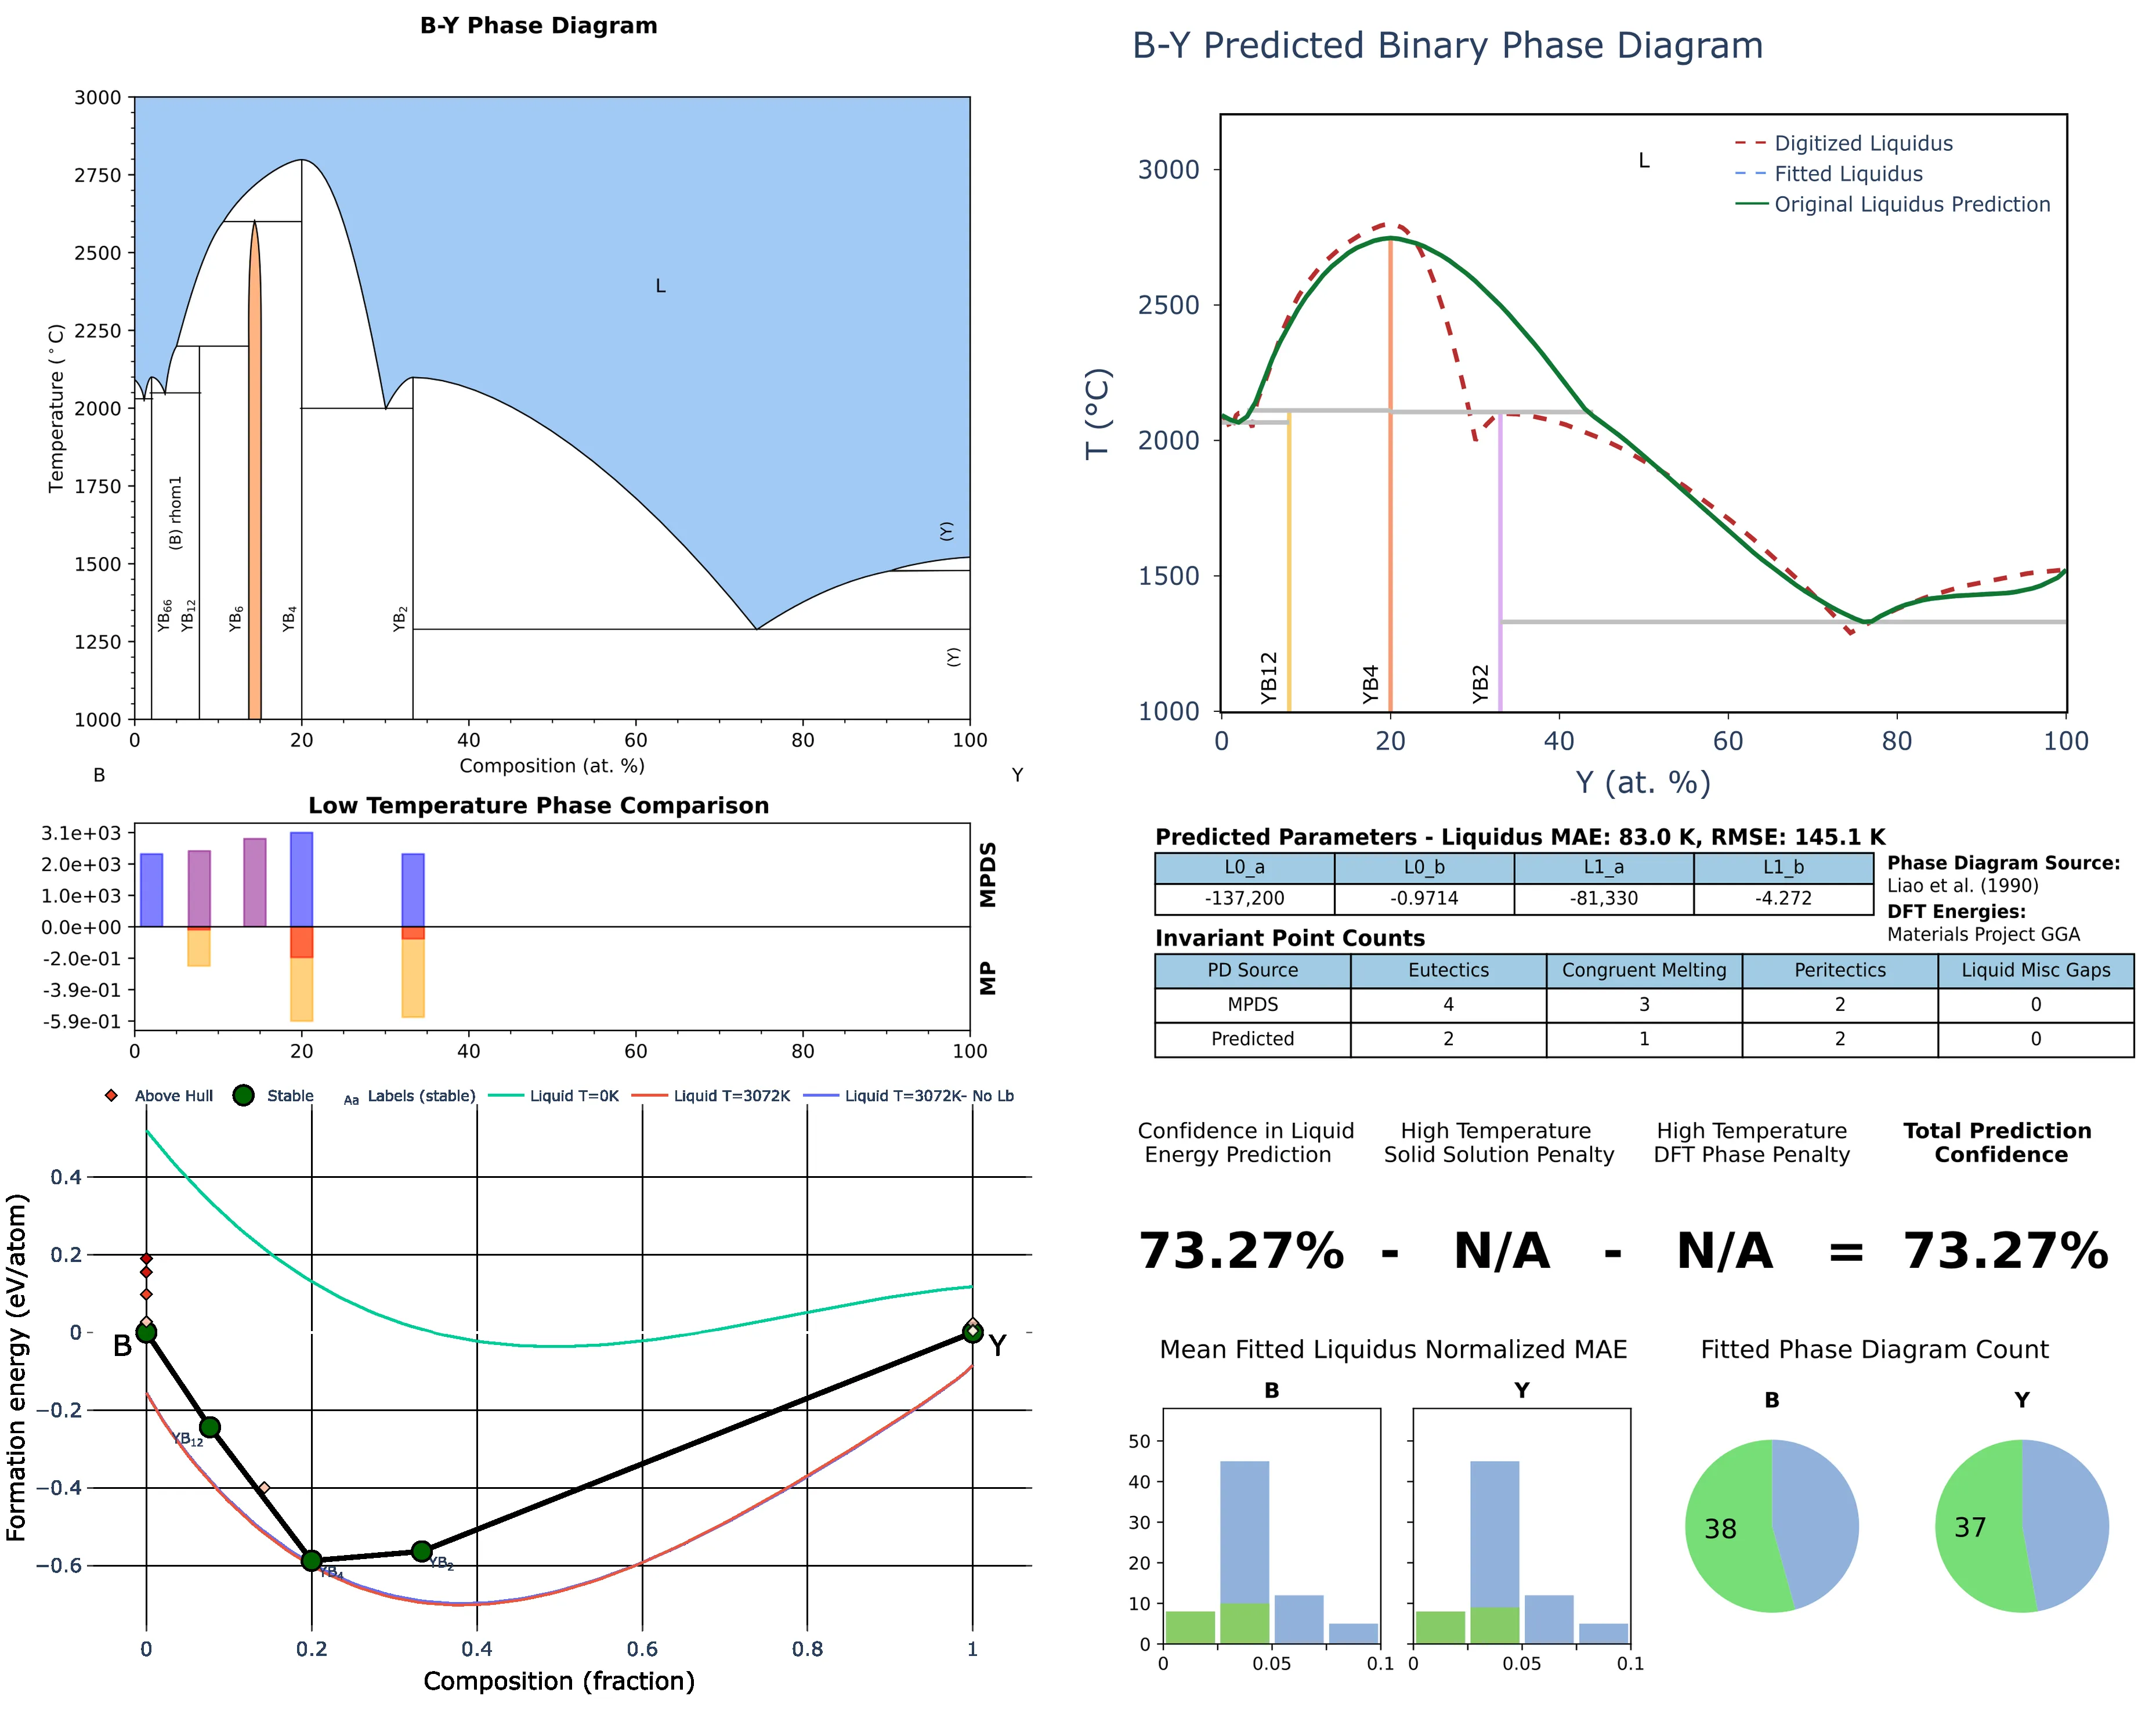 B-Y Phase Diagram
3000
2750
2500
2250
2000
1750
1500
1250
1000
Temperature (°C)
L
(B) rhom1
YB66
YB12
YB6
YB4
YB2
(Y)
(Y)
0 20 40 60 80 100
Composition (at. %)
B Y
Low Temperature Phase Comparison
3.1e+03
2.0e+03
1.0e+03
0.0e+00
-2.0e-01
-3.9e-01
-5.9e-01
MPDS
MP
0 20 40 60 80 100
Above Hull Stable Aa Labels (stable) Liquid T=0K Liquid T=3072K Liquid T=3072K- No Lb
0.4
0.2
0
−0.2
−0.4
−0.6
Formation energy (eV/atom)
B
Y
YB12
YB4
YB2
0 0.2 0.4 0.6 0.8 1
Composition (fraction)
B-Y Predicted Binary Phase Diagram
Digitized Liquidus
Fitted Liquidus
Original Liquidus Prediction
L
3000
2500
2000
1500
1000
T (°C)
YB12
YB4
YB2
0 20 40 60 80 100
Y (at. %)
Predicted Parameters - Liquidus MAE: 83.0 K, RMSE: 145.1 K
L0_a L0_b L1_a L1_b
-137,200 -0.9714 -81,330 -4.272
Phase Diagram Source:
Liao et al. (1990)
DFT Energies:
Materials Project GGA
Invariant Point Counts
PD Source Eutectics Congruent Melting Peritectics Liquid Misc Gaps
MPDS 4 3 2 0
Predicted 2 1 2 0
Confidence in Liquid
Energy Prediction
High Temperature
Solid Solution Penalty
High Temperature
DFT Phase Penalty
Total Prediction
Confidence
73.27% - N/A - N/A = 73.27%
Mean Fitted Liquidus Normalized MAE
B Y
50
40
30
20
10
0
0 0.05 0.1
0 0.05 0.1
Fitted Phase Diagram Count
B Y
38
37